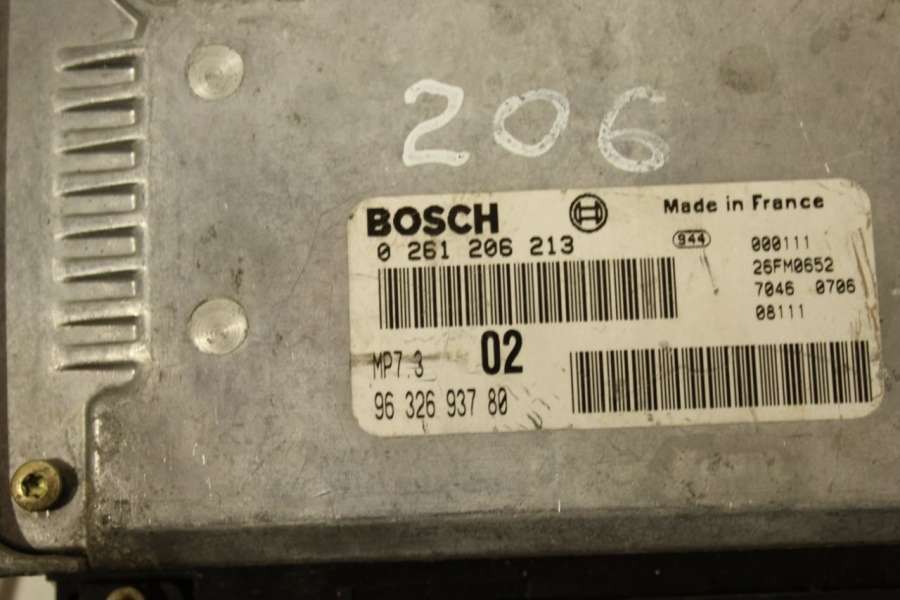 206
BOSCH
Made in France
0 261 206 213
944
000111
26FM0652
7046 0706
08111
MP7.3 02
96 326 937 80